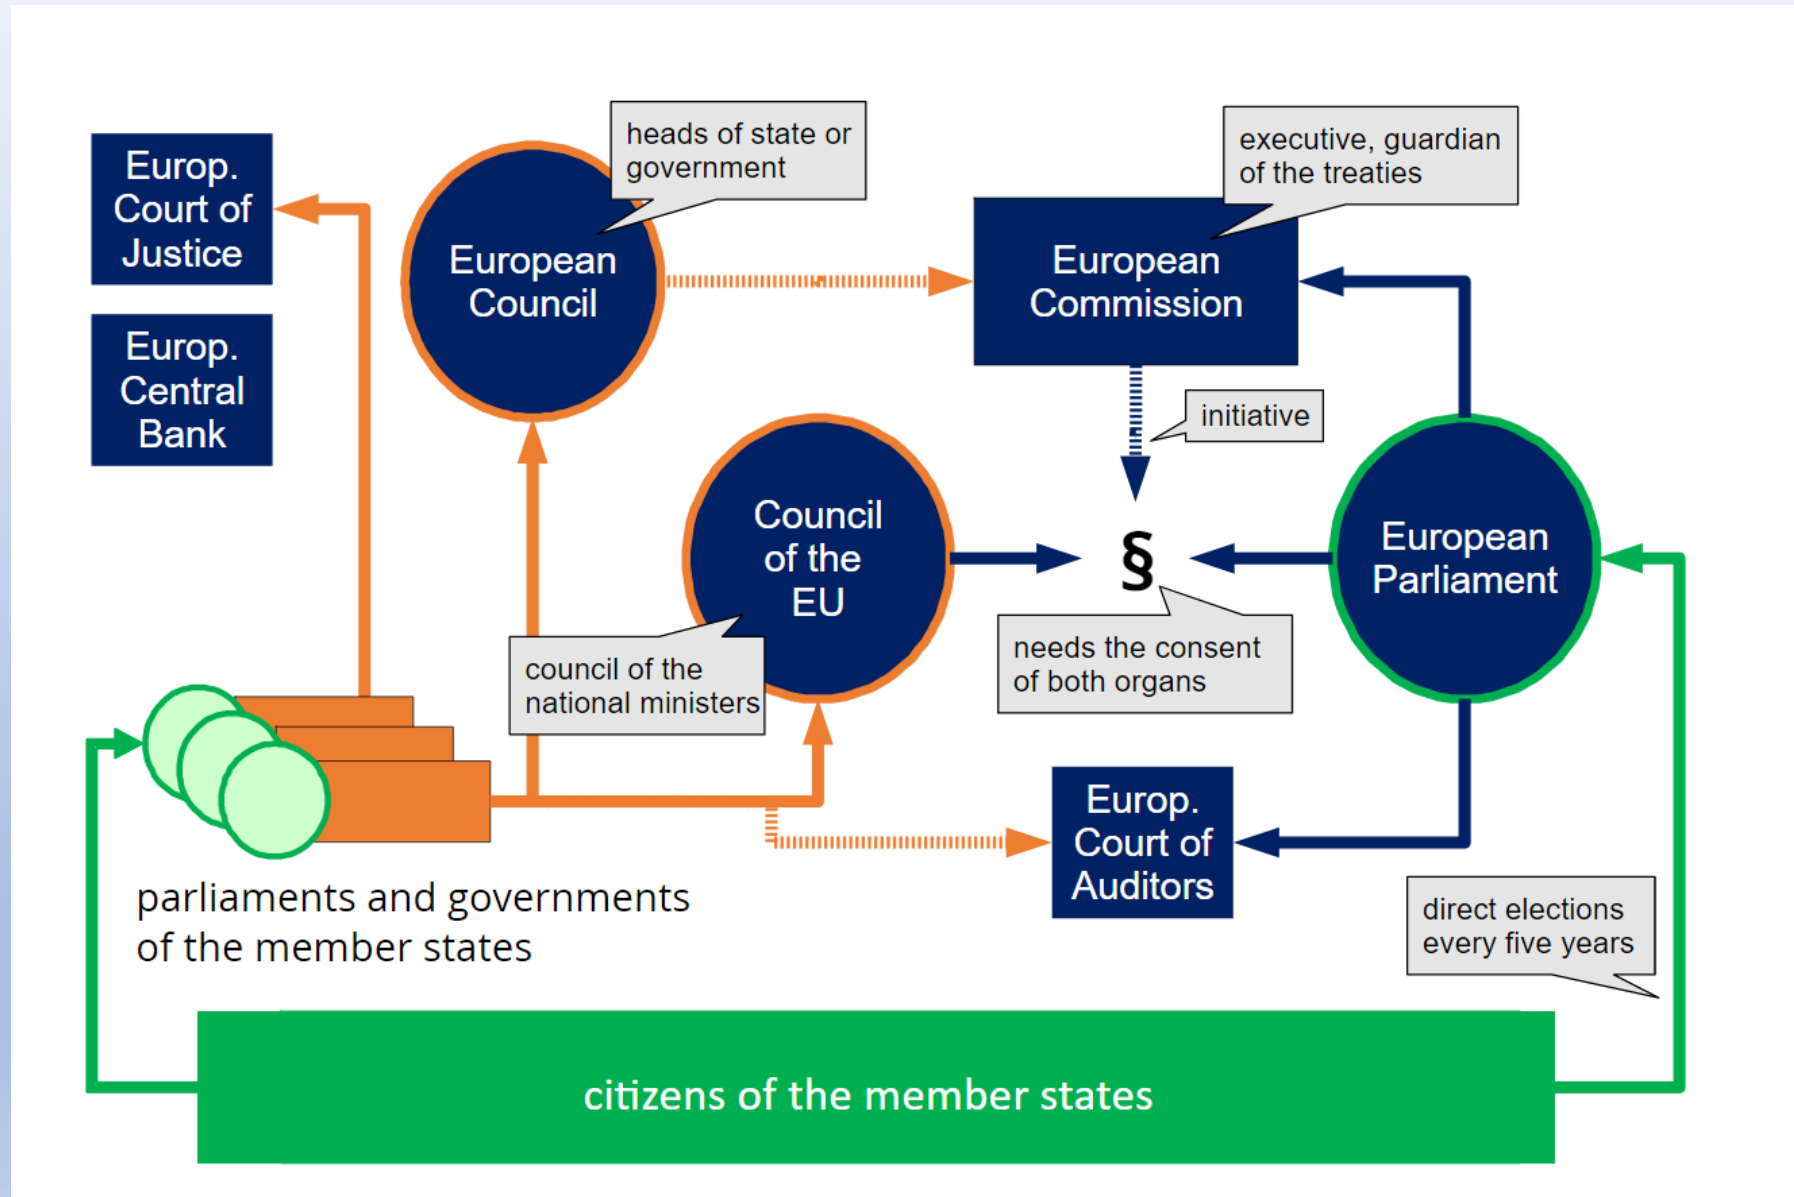 heads of state or
government
executive, guardian
of the treaties
Europ.
Court of
Justice
European
Council
European
Commission
Europ.
Central
Bank
initiative
Council
of the
EU
§
European
Parliament
council of the
national ministers
needs the consent
of both organs
Europ.
Court of
Auditors
parliaments and governments
of the member states
direct elections
every five years
citizens of the member states